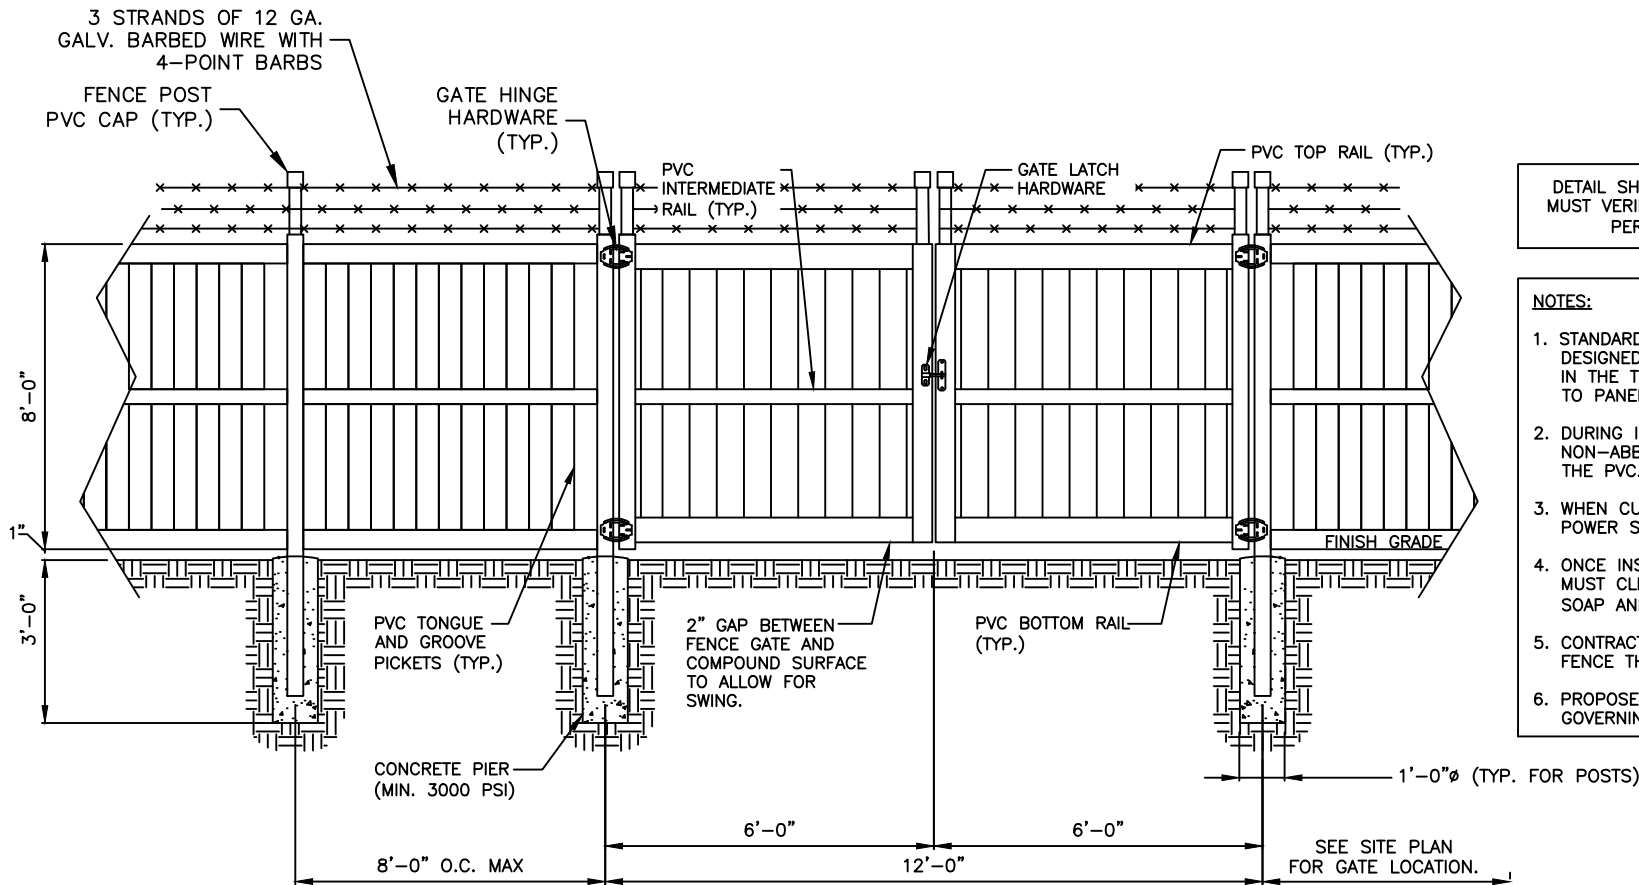 3 STRANDS OF 12 GA.
GALV. BARBED WIRE WITH
4-POINT BARBS
FENCE POST
PVC CAP (TYP.)
GATE HINGE
HARDWARE
(TYP.)
PVC
INTERMEDIATE
RAIL (TYP.)
GATE LATCH
HARDWARE
PVC TOP RAIL (TYP.)
DETAIL SH
MUST VERI
PER
NOTES:
1. STANDARD
DESIGNED
IN THE T
TO PANE
2. DURING I
NON-ABB
THE PVC.
3. WHEN CU
POWER S
4. ONCE INS
MUST CLE
SOAP AN
5. CONTRACT
FENCE TH
6. PROPOSE
GOVERNIN
8'-0"
1"
3'-0"
FINISH GRADE
PVC TONGUE
AND GROOVE
PICKETS (TYP.)
2" GAP BETWEEN
FENCE GATE AND
COMPOUND SURFACE
TO ALLOW FOR
SWING.
PVC BOTTOM RAIL
(TYP.)
CONCRETE PIER
(MIN. 3000 PSI)
1'-0"ø (TYP. FOR POSTS)
6'-0"
6'-0"
8'-0" O.C. MAX
12'-0"
SEE SITE PLAN
FOR GATE LOCATION.